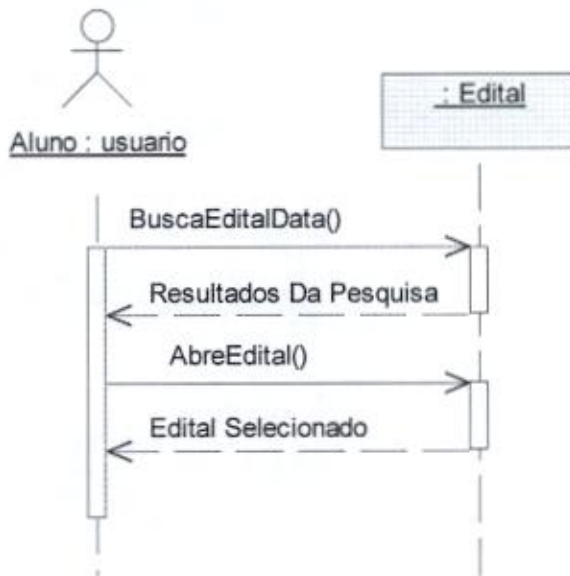 : Edital
Aluno : usuario
BuscaEditalData()
Resultados Da Pesquisa
AbreEdital()
Edital Selecionado